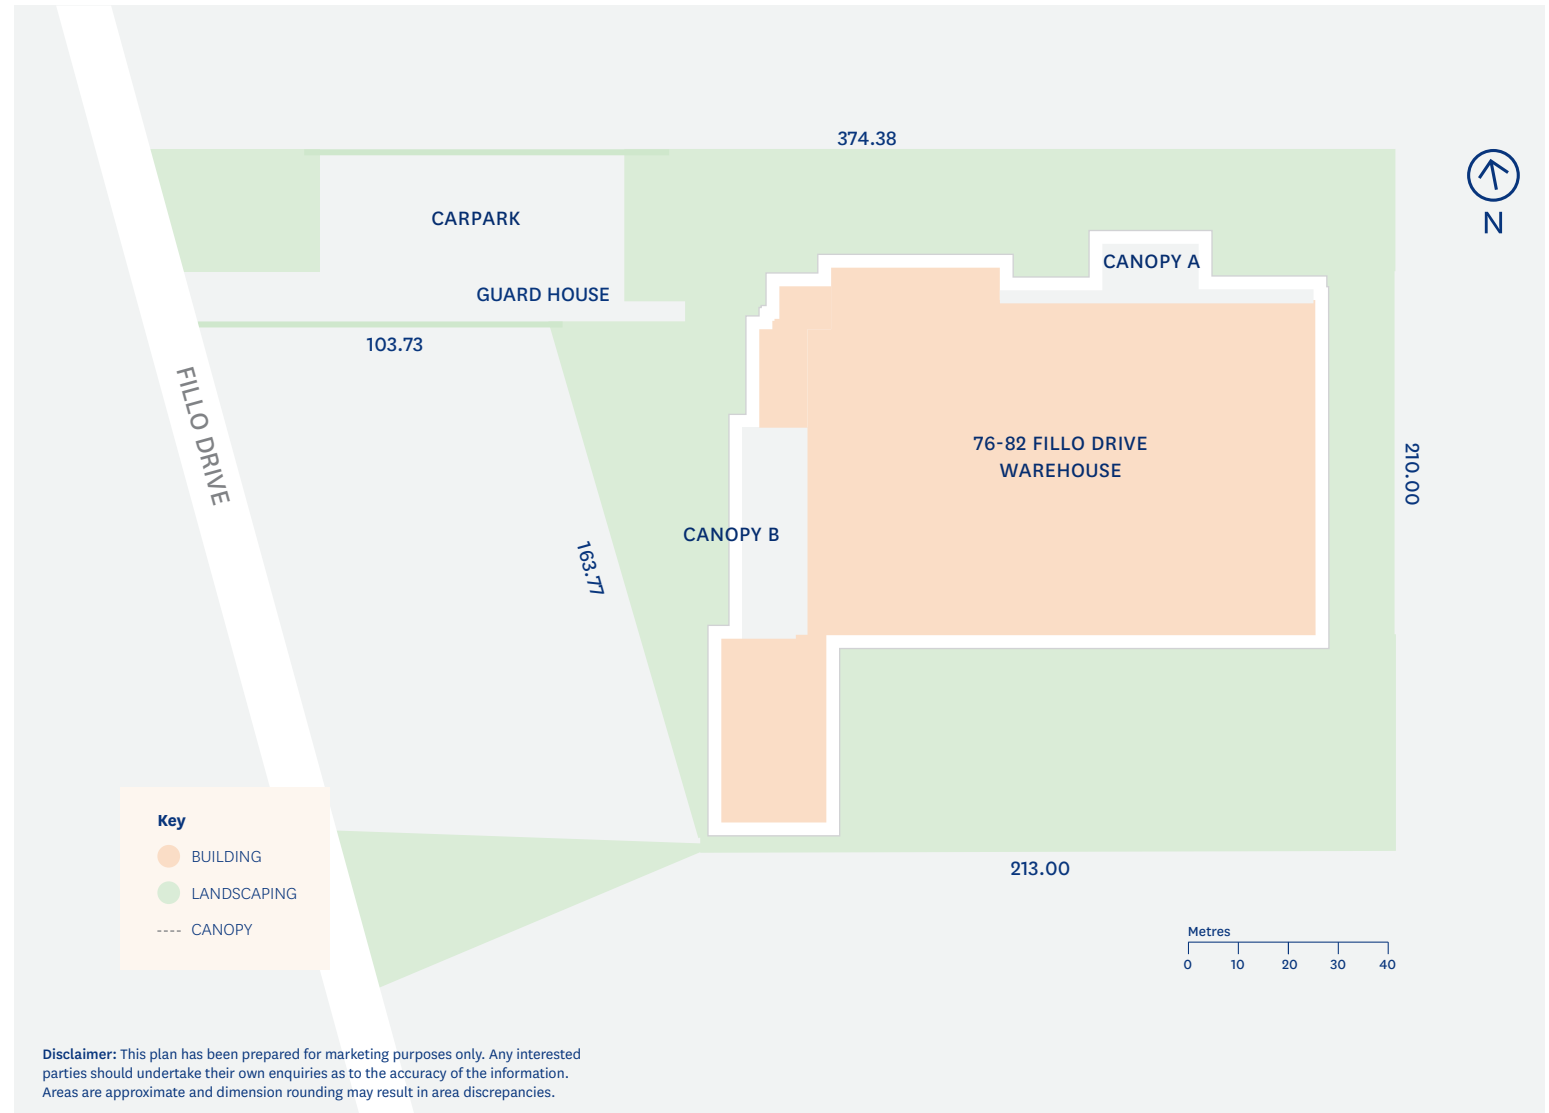 374.38
CARPARK
N
CANOPY A
GUARD HOUSE
103.73
FILLO DRIVE
76-82 FILLO DRIVE
WAREHOUSE
210.00
CANOPY B
163.77
Key
BUILDING
LANDSCAPING
CANOPY
213.00
Metres
0 10 20 30 40
Disclaimer: This plan has been prepared for marketing purposes only. Any interested
parties should undertake their own enquiries as to the accuracy of the information.
Areas are approximate and dimension rounding may result in area discrepancies.